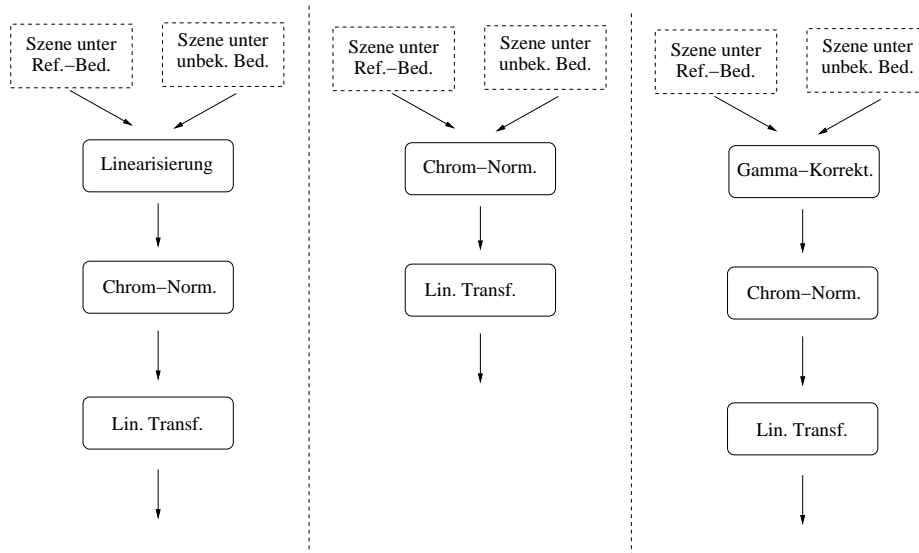 Szene unter
Ref.−Bed.
Szene unter
unbek. Bed.
Linearisierung
Chrom−Norm.
Lin. Transf.
Szene unter
Ref.−Bed.
Szene unter
unbek. Bed.
Chrom−Norm.
Lin. Transf.
Szene unter
Ref.−Bed.
Szene unter
unbek. Bed.
Gamma−Korrekt.
Chrom−Norm.
Lin. Transf.